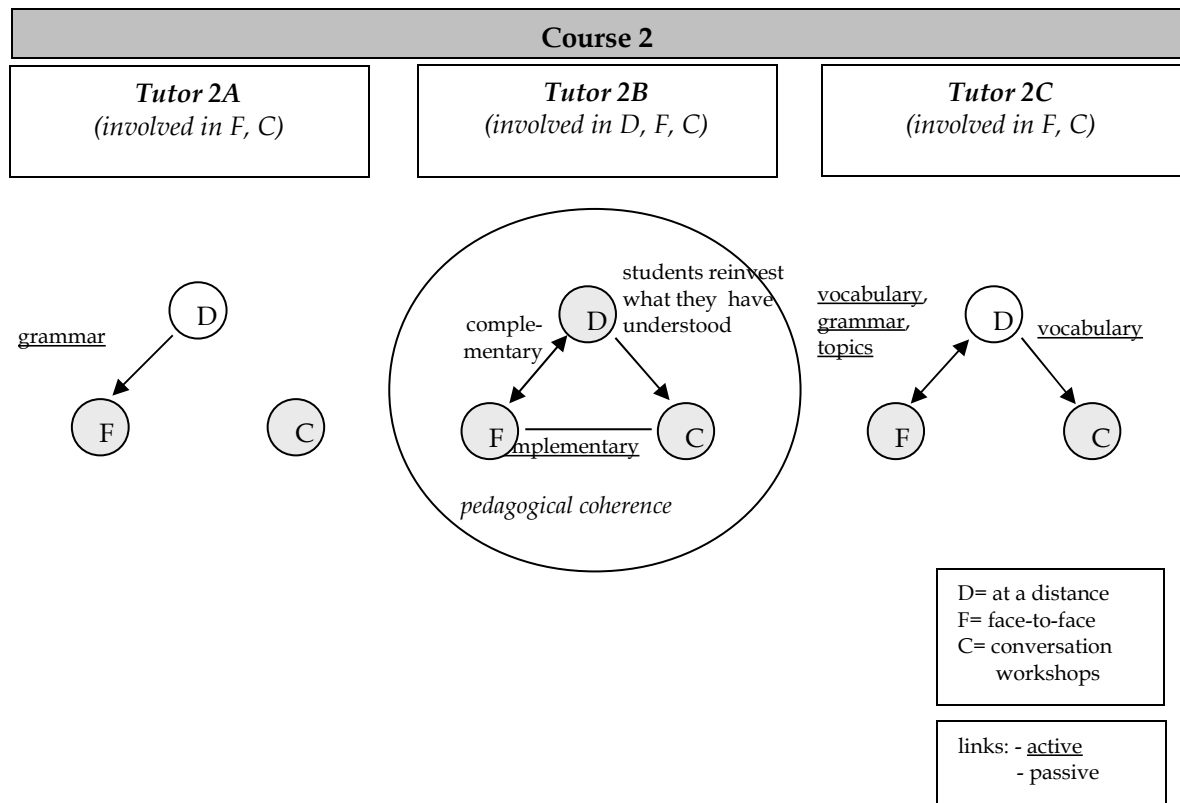 Course 2
Tutor 2A
(involved in F, C)
Tutor 2B
(involved in D, F, C)
Tutor 2C
(involved in F, C)
grammar
D
F
C
students reinvest
what they have
understood
comple-
mentary
D
F
C
mplementary
pedagogical coherence
vocabulary,
grammar,
topics
D
vocabulary
F
C
D= at a distance
F= face-to-face
C= conversation
workshops
links: - active
- passive